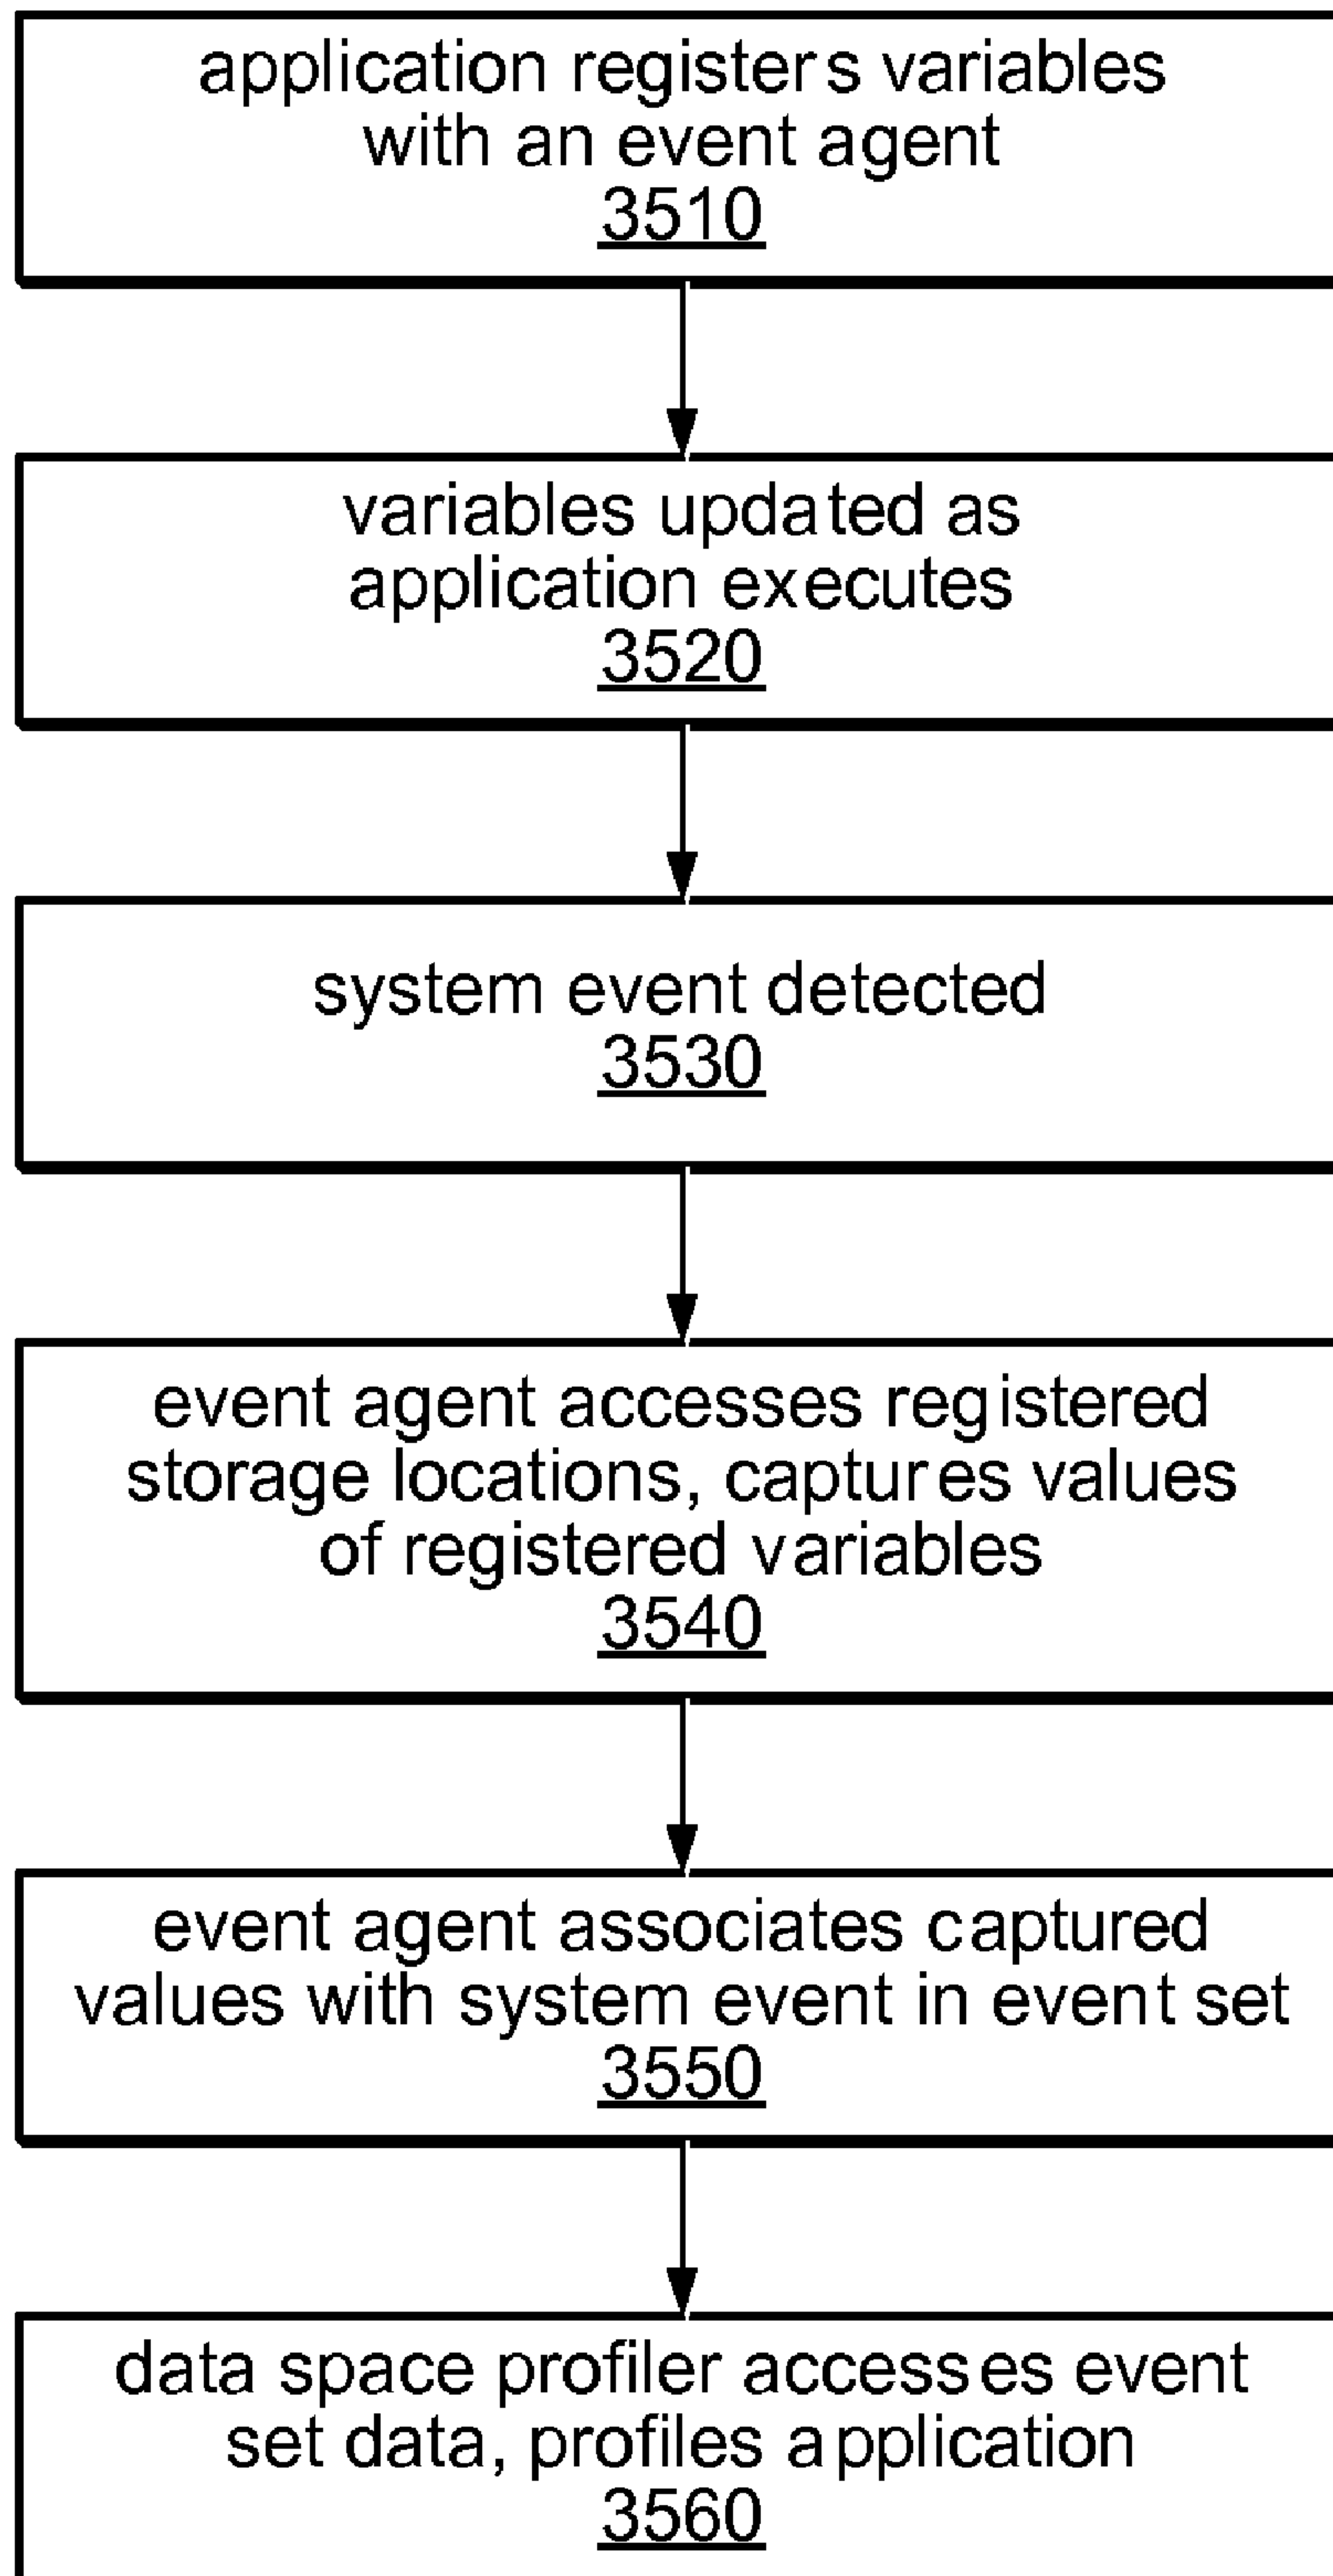 application registers variables
with an event agent
3510
variables updated as
application executes
3520
system event detected
3530
event agent accesses registered
storage locations, captures values
of registered variables
3540
event agent associates captured
values with system event in event set
3550
data space profiler accesses event
set data, profiles application
3560